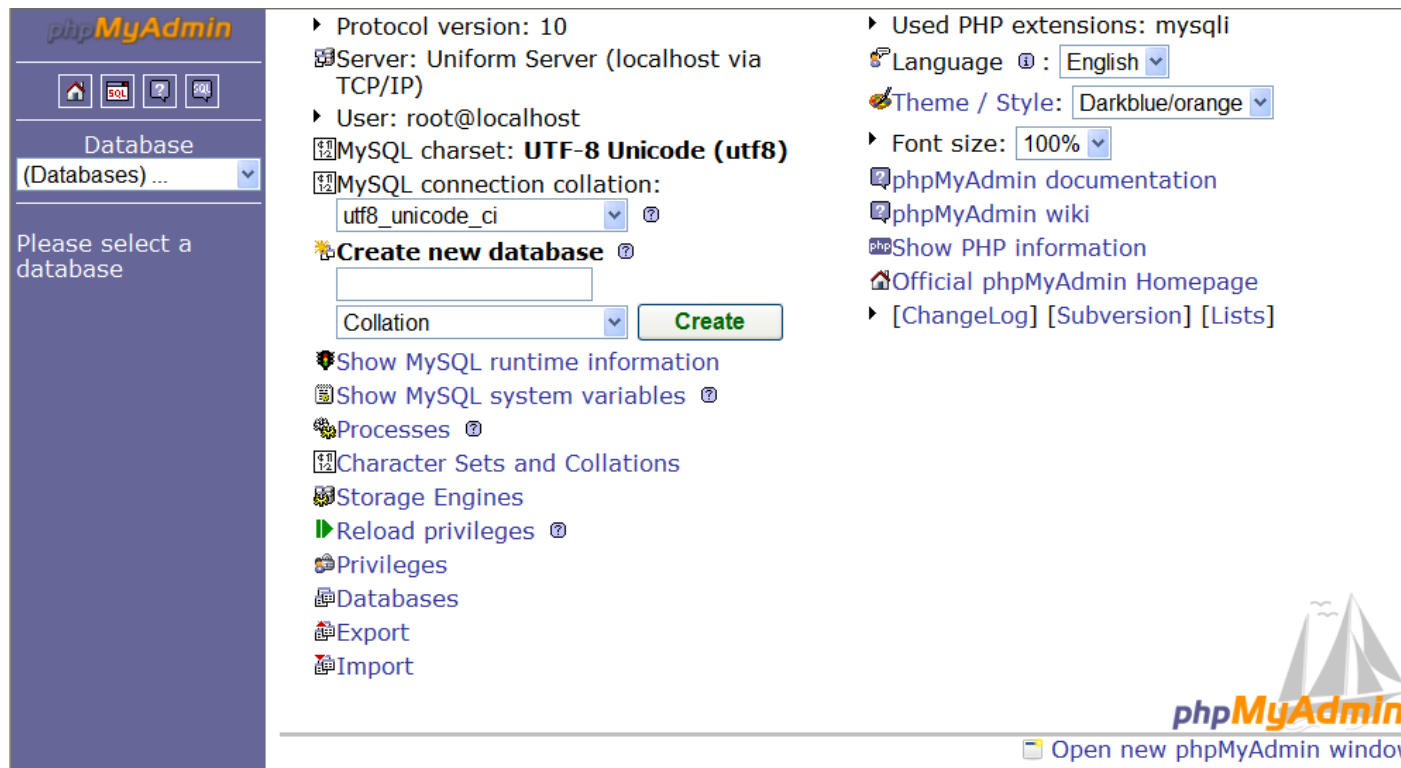 phpMyAdmin
SQL
SQL
Database
(Databases) ...
Please select a
database
Protocol version: 10
Server: Uniform Server (localhost via
TCP/IP)
User: root@localhost
MySQL charset: UTF-8 Unicode (utf8)
MySQL connection collation:
utf8_unicode_ci
Create new database
Collation
Create
Show MySQL runtime information
Show MySQL system variables
Processes
Character Sets and Collations
Storage Engines
Reload privileges
Privileges
Databases
Export
Import
Used PHP extensions: mysqli
Language : English
Theme / Style: Darkblue/orange
Font size: 100%
phpMyAdmin documentation
phpMyAdmin wiki
php Show PHP information
Official phpMyAdmin Homepage
[ChangeLog] [Subversion] [Lists]
phpMyAdmin
Open new phpMyAdmin window